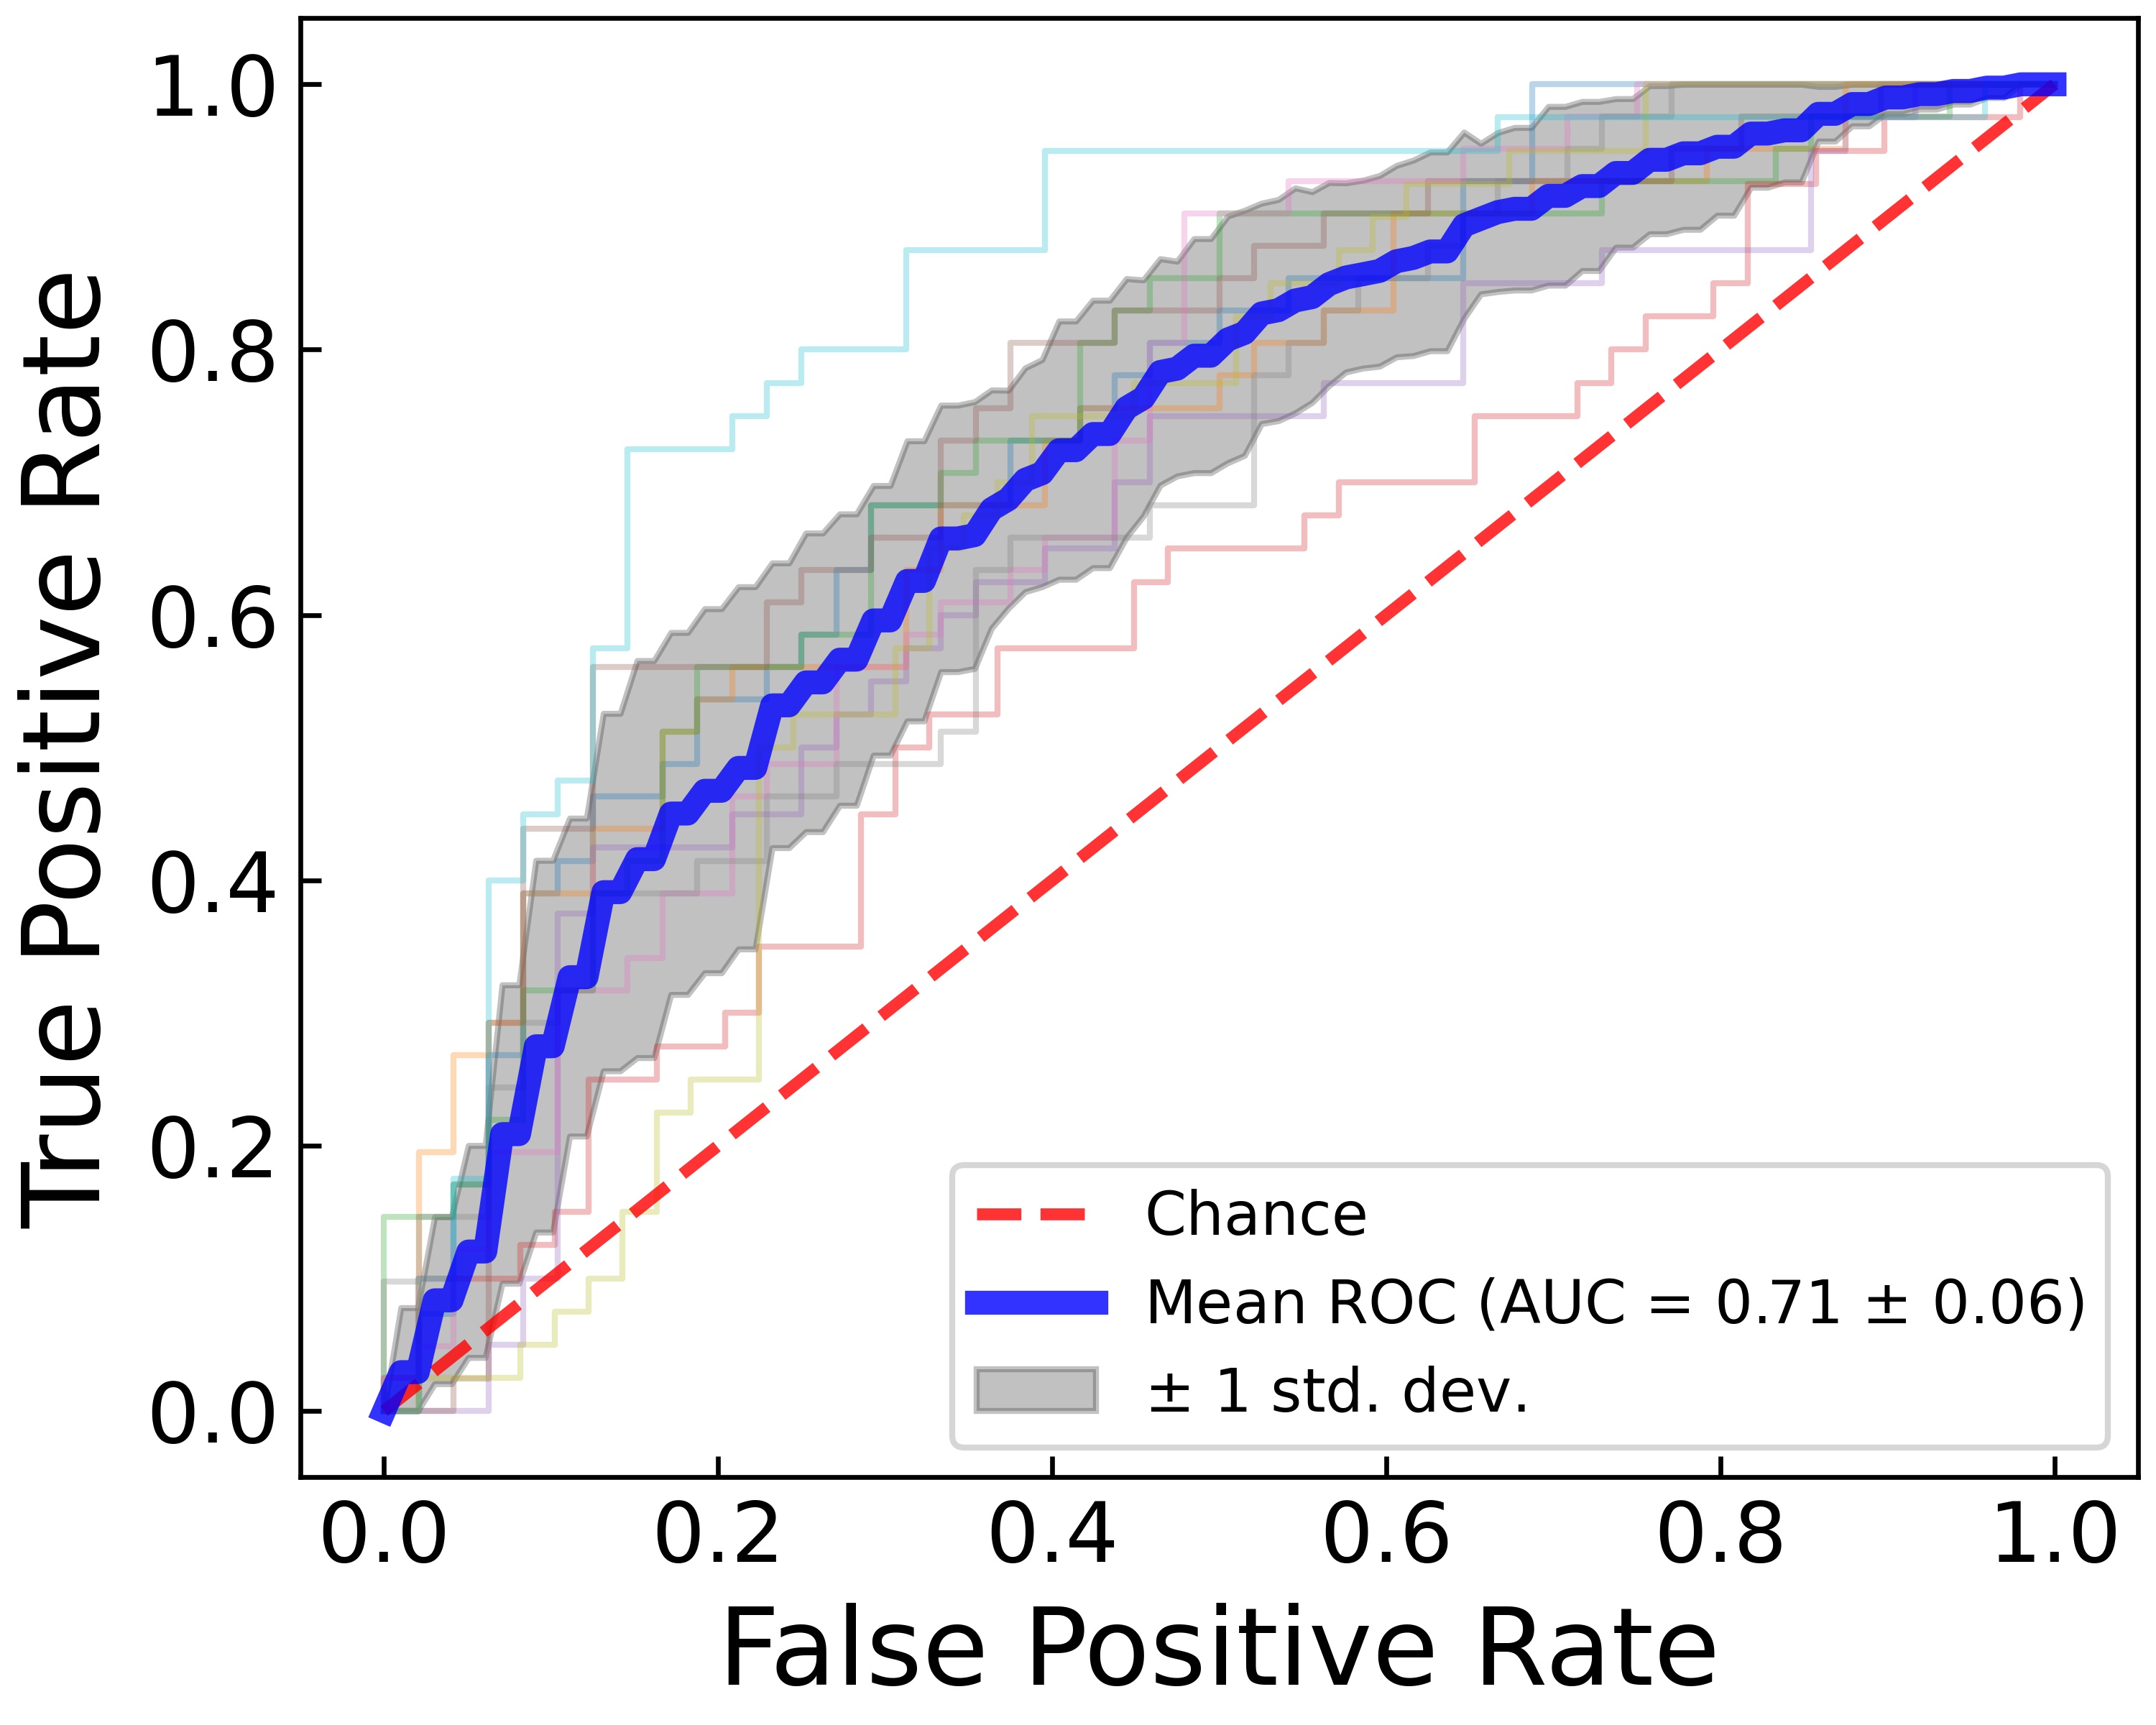 True Positive Rate
1.0
0.8
0.6
0.4
0.2
0.0
Chance
Mean ROC (AUC = 0.71 ± 0.06)
± 1 std. dev.
0.0 0.2 0.4 0.6 0.8 1.0
False Positive Rate